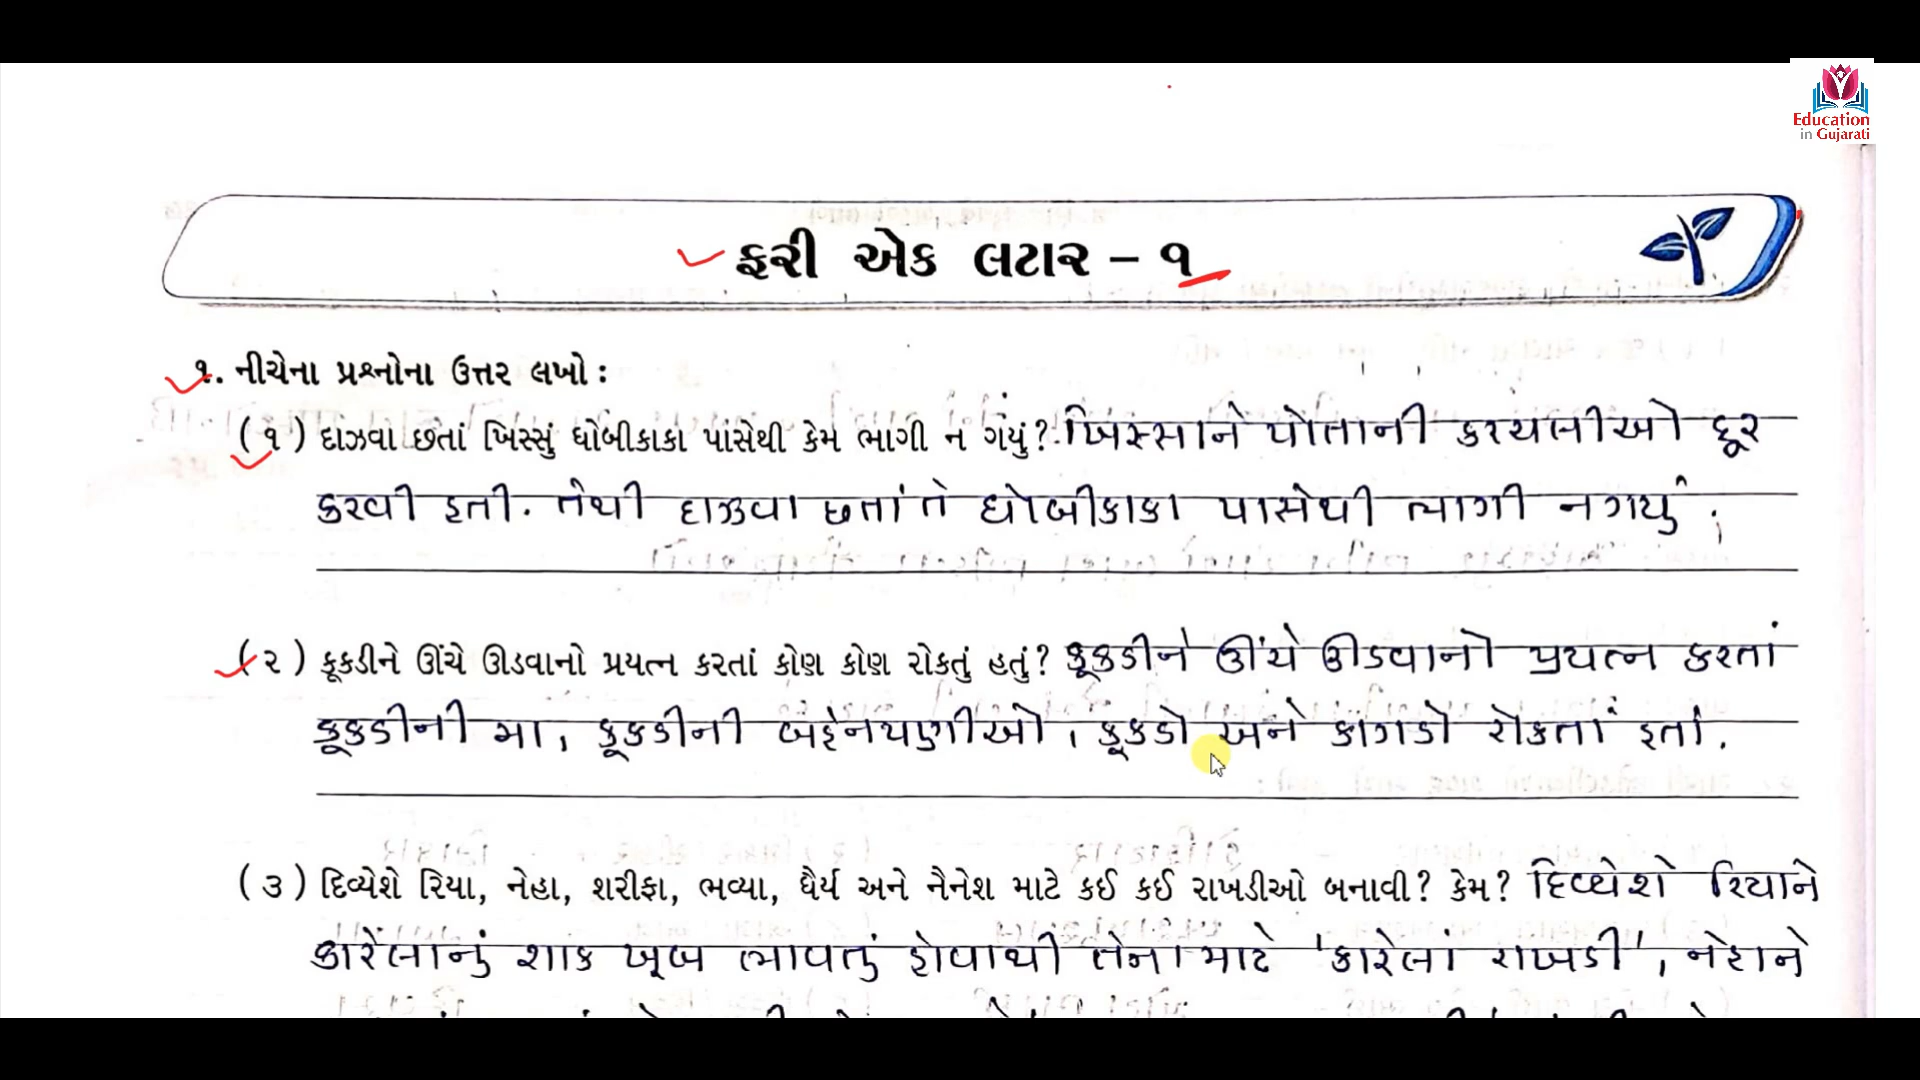 Education
in Gujarati
ફરી એક લટાર – ૧
૧. નીચેના પ્રશ્નોના ઉત્તર લખો :
(૧) દાઝવા છતાં ખિસ્સું ધોબીકાકા પાસેથી કેમ ભાગી ન ગયું? ખિસ્સાને પોતાની કરચલીઓ દૂર
કરવી હતી. તેથી દાઝવા છતાં તે ધોબીકાકા પાસેથી ભાગી ન ગયું.
(૨) કૂકડીને ઊંચે ઊડવાનો પ્રયત્ન કરતાં કોણ કોણ રોકતું હતું? કૂકડીને ઊંચે ઊડવાનો પ્રયત્ન કરતાં
કૂકડીની મા, કૂકડીની બહેનપણીઓ, કૂકડો અને કાગડો રોકતાં હતાં.
(૩) દિવ્યેશે રિયા, નેહા, શરીફા, ભવ્યા, ધૈર્ય અને નૈનેશ માટે કઈ કઈ રાખડીઓ બનાવી? કેમ? દિવ્યેશે રિયાને
કારેલાનું શાક ખૂબ ભાવતું હોવાથી તેના માટે 'કારેલાં રાખડી', નેહાને